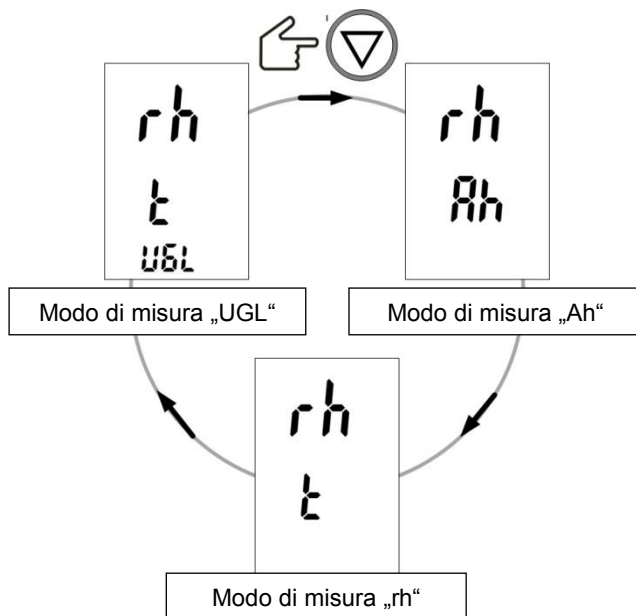 rh
t
UGL
Modo di misura „UGL“
rh
Ah
Modo di misura „Ah“
rh
t
Modo di misura „rh“